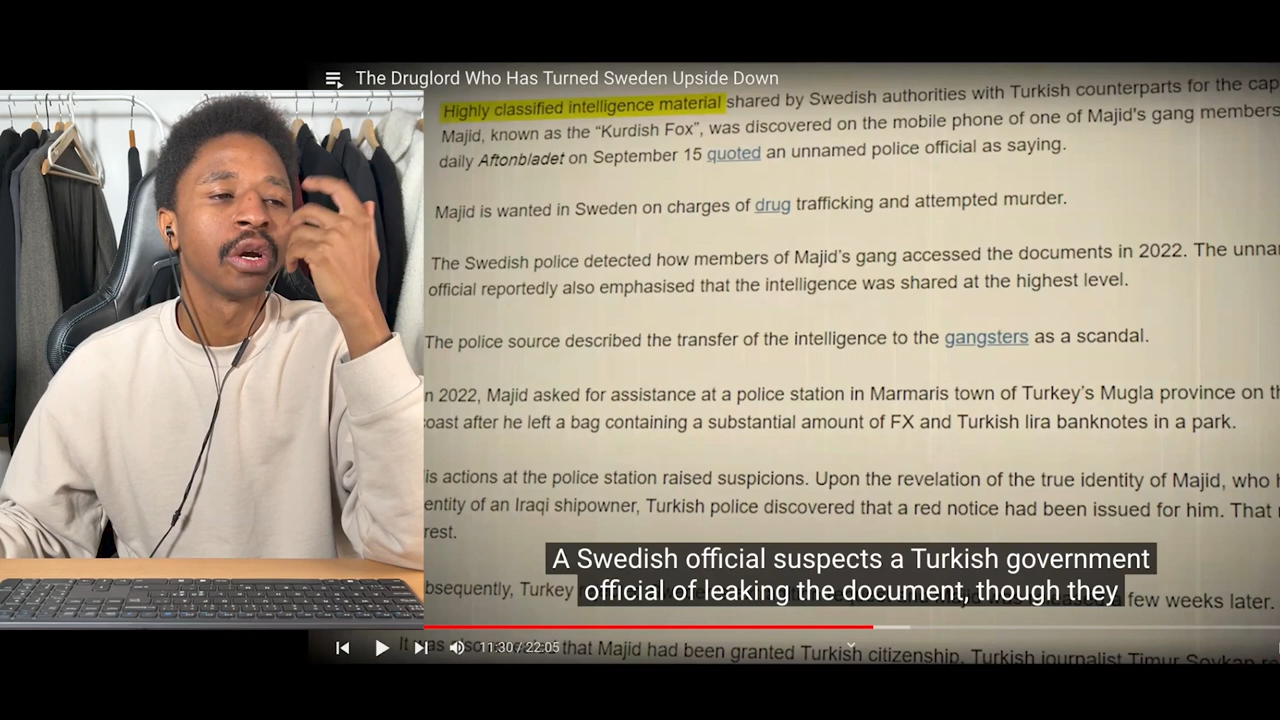 The Druglord Who Has Turned Sweden Upside Down
Highly classified intelligence material shared by Swedish authorities with Turkish counterparts for the cap
Majid, known as the “Kurdish Fox”, was discovered on the mobile phone of one of Majid's gang members
daily Aftonbladet on September 15 quoted an unnamed police official as saying.
Majid is wanted in Sweden on charges of drug trafficking and attempted murder.
The Swedish police detected how members of Majid’s gang accessed the documents in 2022. The unna
official reportedly also emphasised that the intelligence was shared at the highest level.
The police source described the transfer of the intelligence to the gangsters as a scandal.
n 2022, Majid asked for assistance at a police station in Marmaris town of Turkey’s Mugla province on th
coast after he left a bag containing a substantial amount of FX and Turkish lira banknotes in a park.
is actions at the police station raised suspicions. Upon the revelation of the true identity of Majid, who h
entity of an Iraqi shipowner, Turkish police discovered that a red notice had been issued for him. That
rest.
A Swedish official suspects a Turkish government
official of leaking the document, though they
bsequently, Turkey few weeks later.
11:30 / 22:05
It was also that Majid had been granted Turkish citizenship, Turkish journalist Timur Soykan